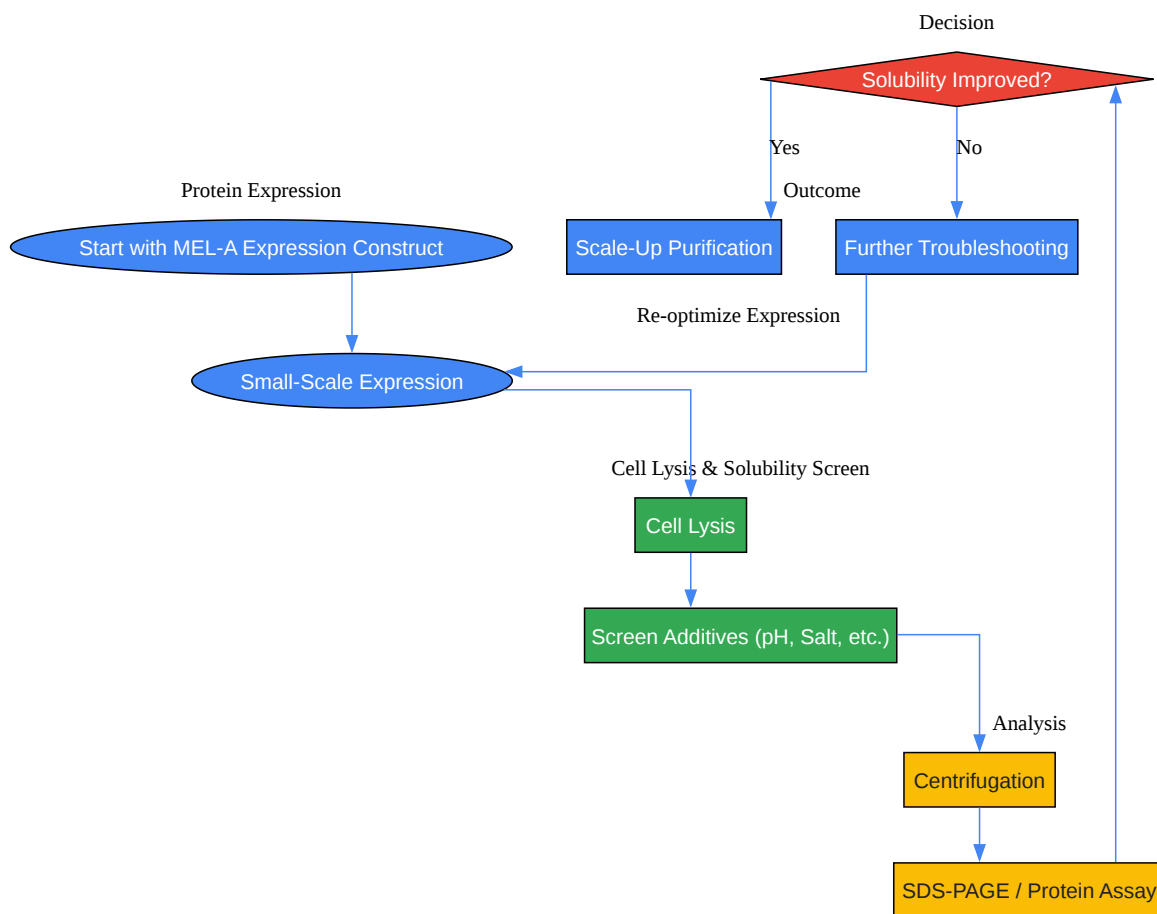 Decision
Solubility Improved?
Yes
No
Protein Expression
Outcome
Start with MEL-A Expression Construct
Scale-Up Purification
Further Troubleshooting
Re-optimize Expression
Small-Scale Expression
Cell Lysis & Solubility Screen
Cell Lysis
Screen Additives (pH, Salt, etc.)
Analysis
Centrifugation
SDS-PAGE / Protein Assay